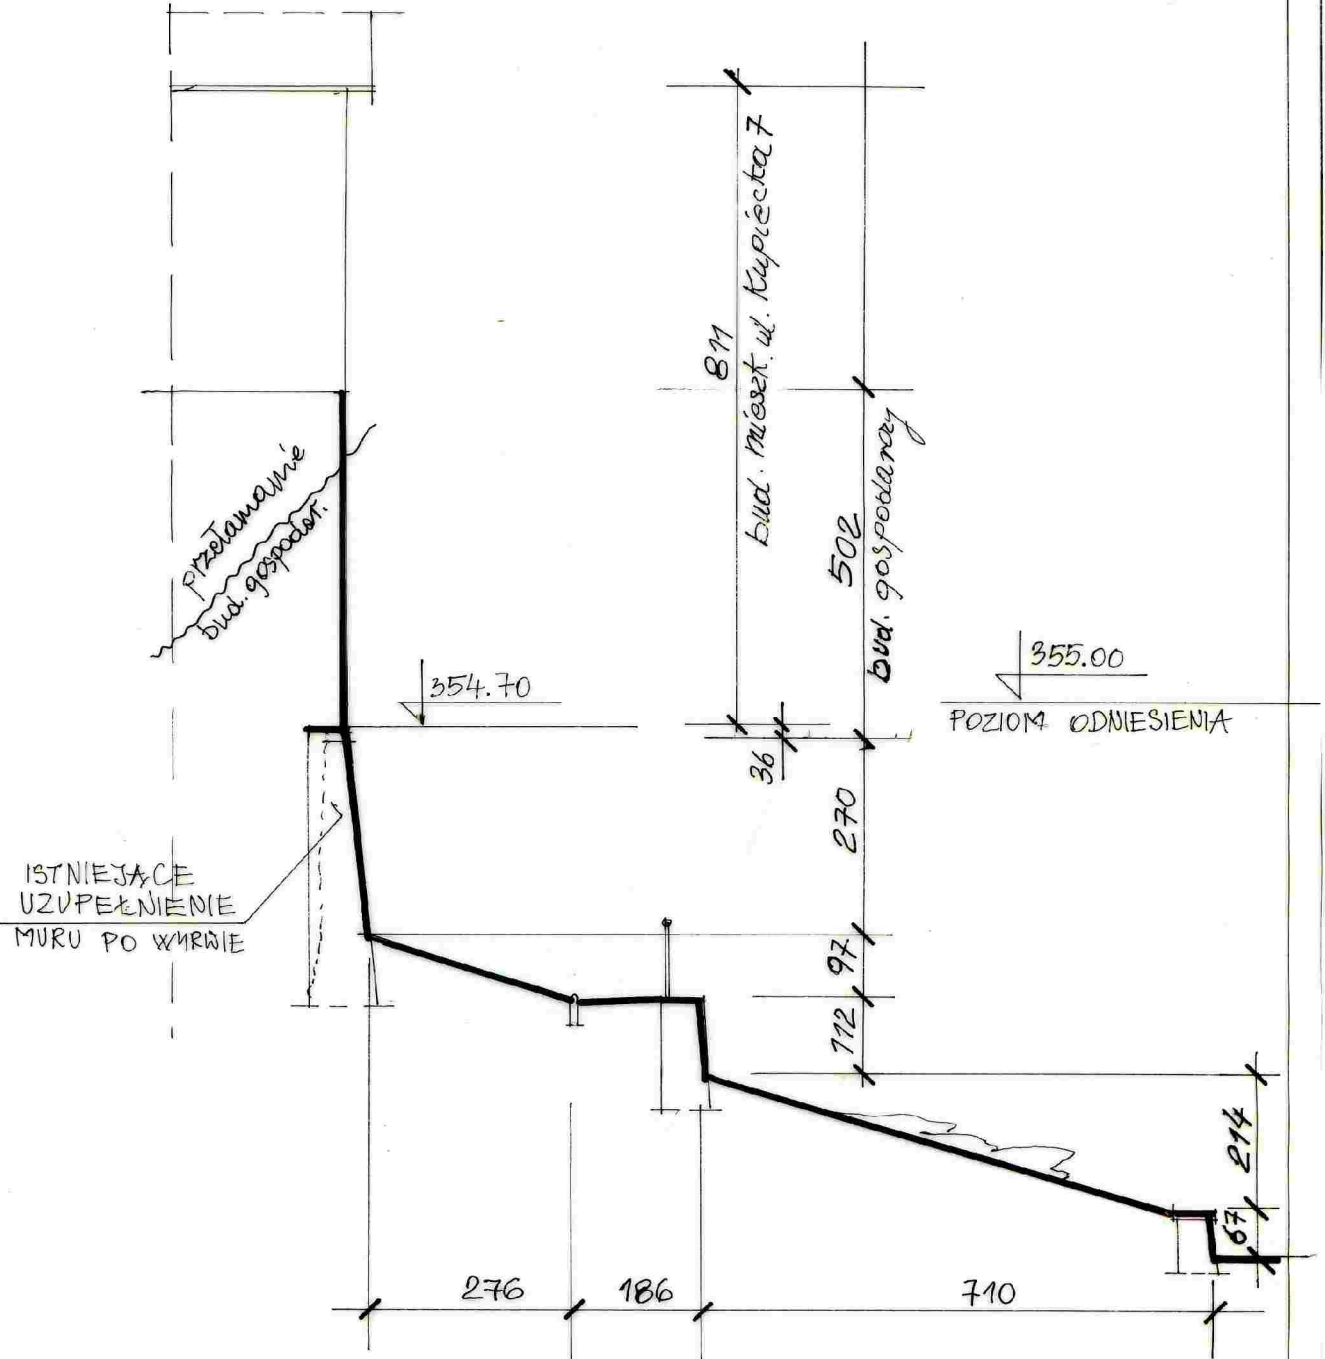 811
bud. mieszk. ul. Kupiecka 7
502
bud. gospodarczy
przełamanie
bud. gospodar.
354.70
355.00
POZIOM ODNIESIENIA
36
270
ISTNIEJĄCE
UZUPEŁNIENIE
MURU PO WYRWIE
97
112
214
67
276
186
710